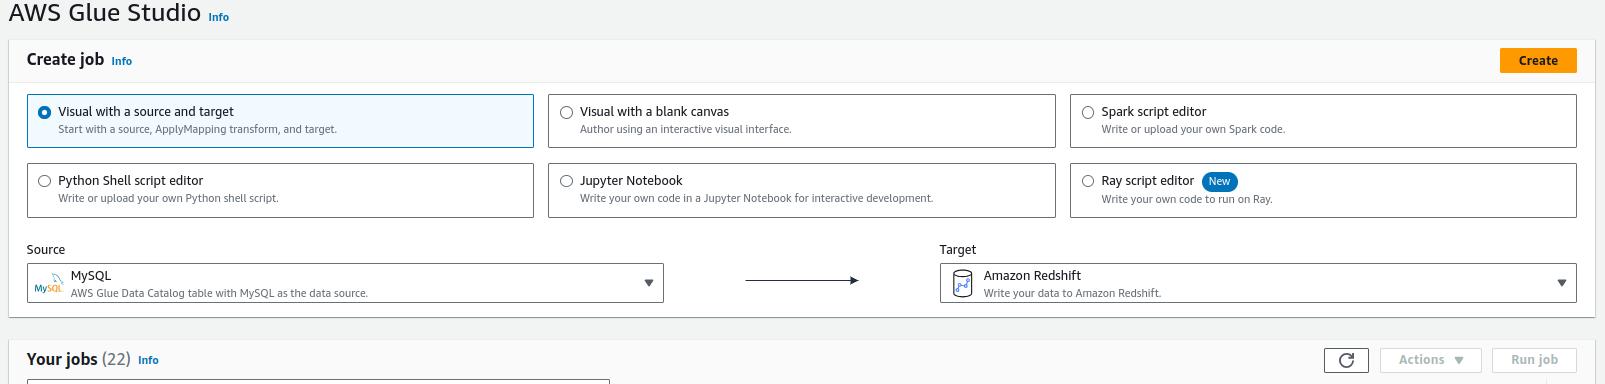 AWS Glue Studio Info
Create job Info
Create
Visual with a source and target
Start with a source, ApplyMapping transform, and target.
Visual with a blank canvas
Author using an interactive visual interface.
Spark script editor
Write or upload your own Spark code.
Python Shell script editor
Write or upload your own Python shell script.
Jupyter Notebook
Write your own code in a Jupyter Notebook for interactive development.
Ray script editor New
Write your own code to run on Ray.
Source
MySQL
MySQL
AWS Glue Data Catalog table with MySQL as the data source.
Target
Amazon Redshift
Write your data to Amazon Redshift.
Your jobs (22) Info
Actions
Run job